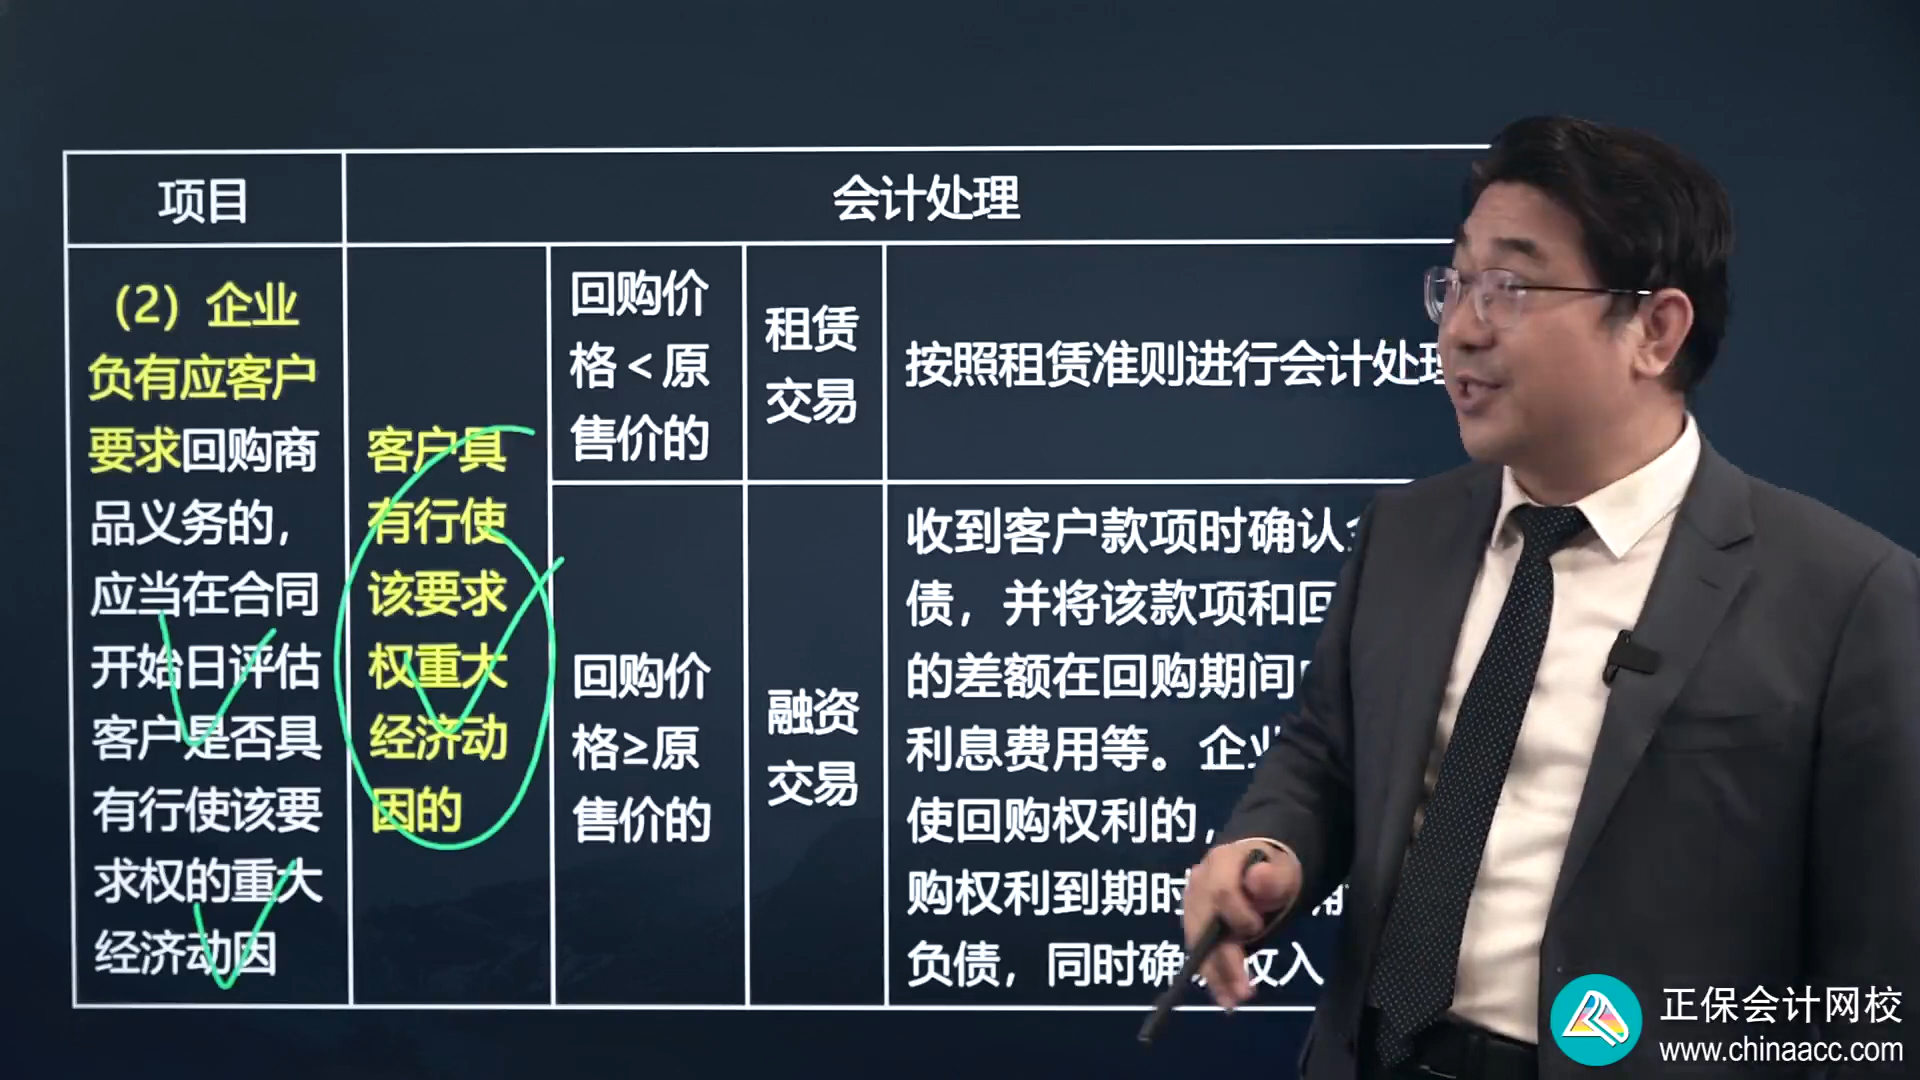 项目
会计处理
（2）企业
负有应客户
要求回购商
品义务的，
应当在合同
开始日评估
客户是否具
有行使该要
求权的重大
经济动因
客户具
有行使
该要求
权重大
经济动
因的
回购价
格＜原
售价的
租赁
交易
按照租赁准则进行会计处理
回购价
格≥原
售价的
融资
交易
收到客户款项时确认
债，并将该款项和回
的差额在回购期间
利息费用等。企业
使回购权利的，
购权利到期时
负债，同时确 收入
正保会计网校
www.chinaacc.com